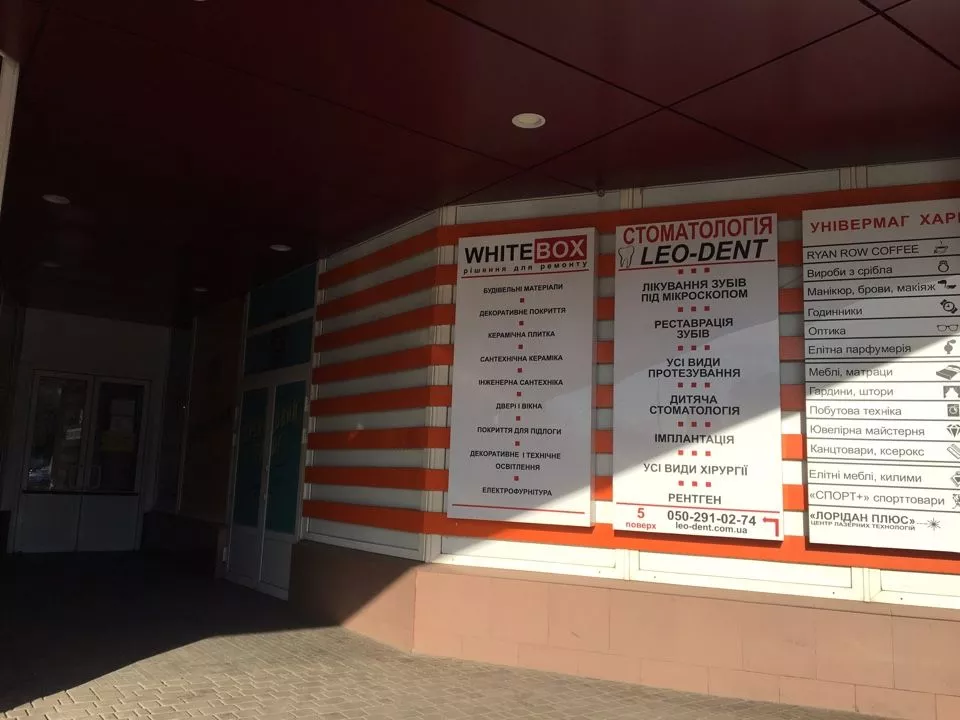 WHITEBOX
рішення для ремонту
БУДІВЕЛЬНІ МАТЕРІАЛИ
ДЕКОРАТИВНЕ ПОКРИТТЯ
КЕРАМІЧНА ПЛИТКА
САНТЕХНІЧНА КЕРАМІКА
ІНЖЕНЕРНА САНТЕХНІКА
ДВЕРІ І ВІКНА
ПОКРИТТЯ ДЛЯ ПІДЛОГИ
ДЕКОРАТИВНЕ І ТЕХНІЧНЕ
ОСВІТЛЕННЯ
ЕЛЕКТРОФУРНІТУРА
СТОМАТОЛОГІЯ
LEO-DENT
ЛІКУВАННЯ ЗУБІВ
ПІД МІКРОСКОПОМ
РЕСТАВРАЦІЯ
ЗУБІВ
УСІ ВИДИ
ПРОТЕЗУВАННЯ
ДИТЯЧА
СТОМАТОЛОГІЯ
ІМПЛАНТАЦІЯ
УСІ ВИДИ ХІРУРГІЇ
РЕНТГЕН
5 поверх
050-291-02-74
leo-dent.com.ua
УНІВЕРМАГ ХАР
RYAN ROW COFFEE
Вироби з срібла
Манікюр, брови, макіяж
Годинники
Оптика
Елітна парфумерія
Меблі, матраци
Гардини, штори
Побутова техніка
Ювелірна майстерня
Канцтовари, ксерокс
Елітні меблі, килими
«СПОРТ+» спорттовари
«ЛОРІДАН ПЛЮС»
ЦЕНТР ЛАЗЕРНИХ ТЕХНОЛОГІЙ